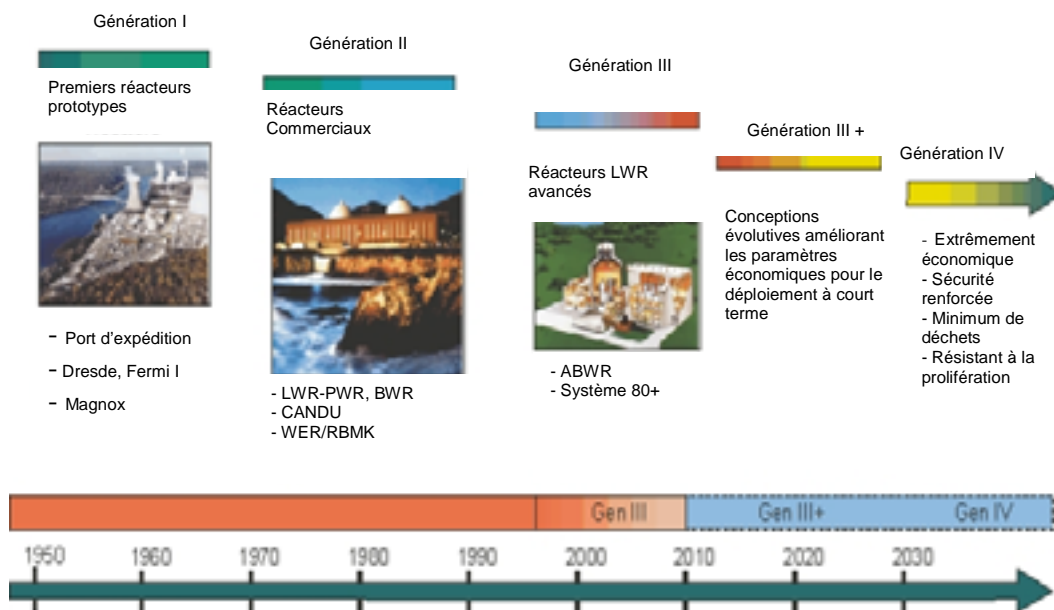 Génération I
Premiers réacteurs
prototypes
- Port d'expédition
- Dresde, Fermi I
- Magnox
Génération II
Réacteurs
Commerciaux
- LWR-PWR, BWR
- CANDU
- WER/RBMK
Génération III
Réacteurs LWR
avancés
- ABWR
- Système 80+
Génération III +
Conceptions
évolutives améliorant
les paramètres
économiques pour le
déploiement à court
terme
Génération IV
- Extrêmement
économique
- Sécurité
renforcée
- Minimum de
déchets
- Résistant à la
prolifération
Gen III
Gen III+
Gen IV
1950
1960
1970
1980
1990
2000
2010
2020
2030